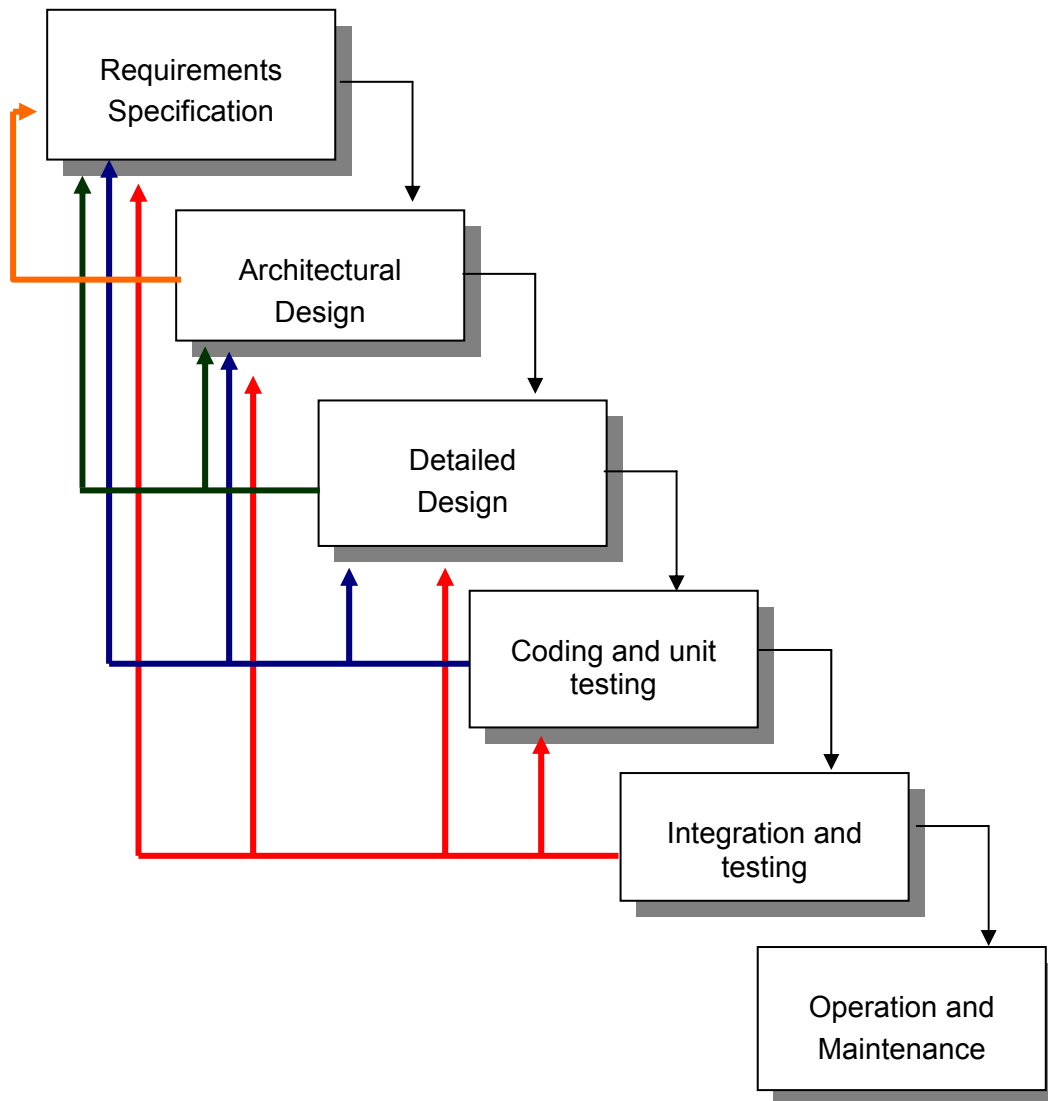 Requirements
Specification
Architectural
Design
Detailed
Design
Coding and unit
testing
Integration and
testing
Operation and
Maintenance